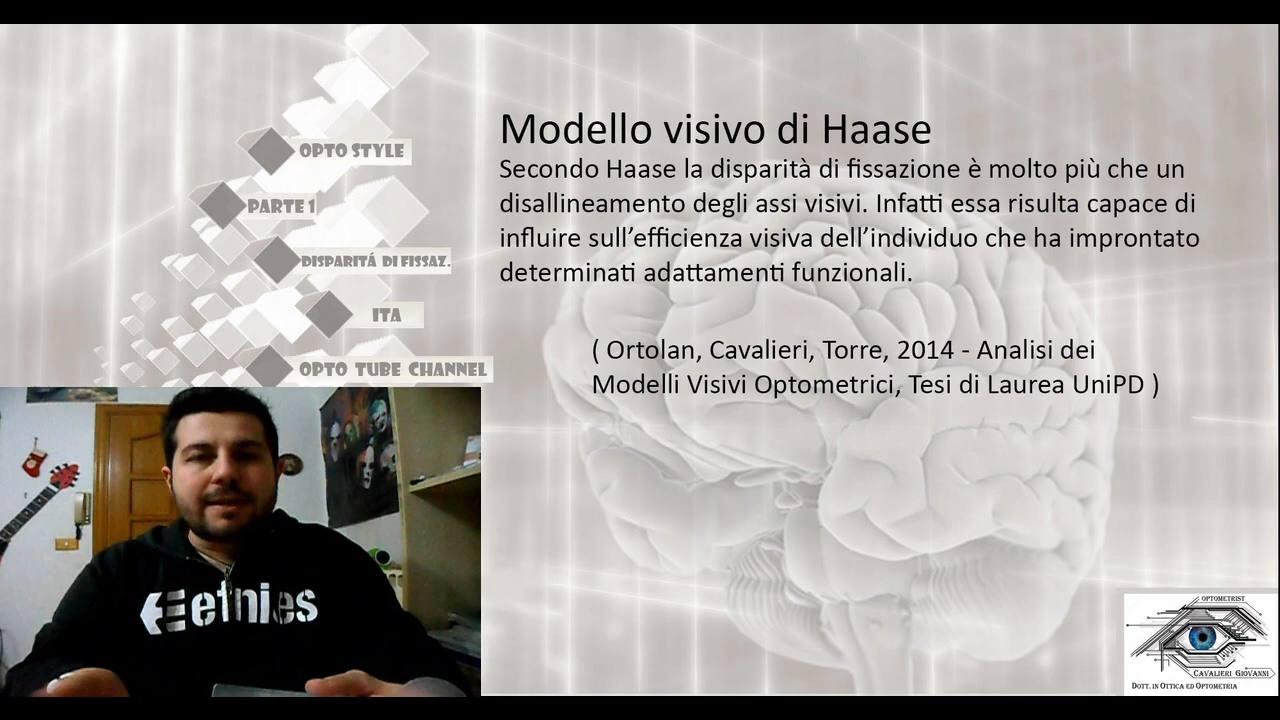 OPTO STYLE
PARTE 1
DISPARITÁ DI FISSAZ.
ITA
OPTO TUBE CHANNEL
Modello visivo di Haase
Secondo Haase la disparità di fissazione è molto più che un
disallineamento degli assi visivi. Infatti essa risulta capace di
influire sull’efficienza visiva dell’individuo che ha improntato
determinati adattamenti funzionali.
( Ortolan, Cavalieri, Torre, 2014 - Analisi dei
Modelli Visivi Optometrici, Tesi di Laurea UniPD )
etnies
OPTOMETRIST
CAVALIERI GIOVANNI
DOTT. IN OTTICA ED OPTOMETRIA